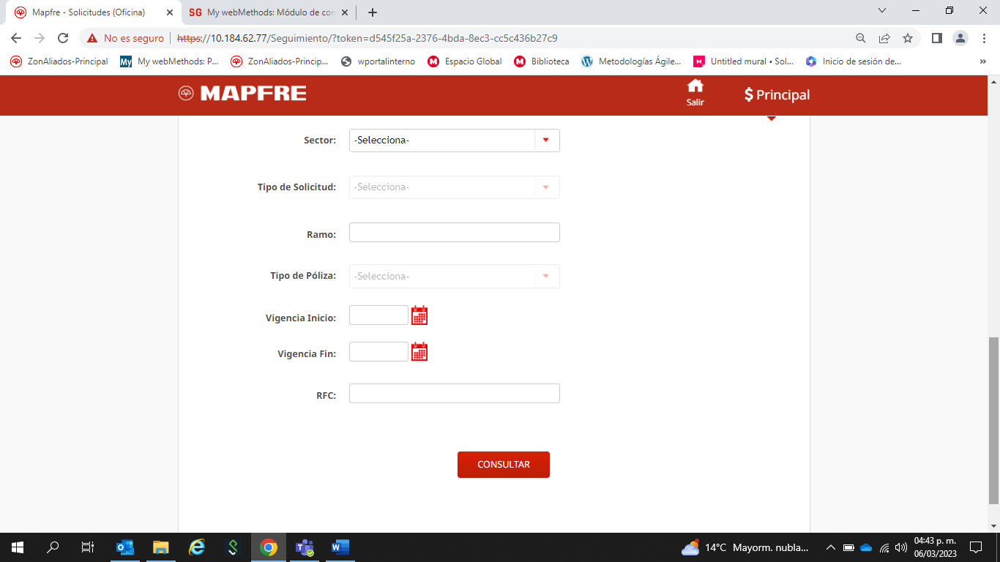 Mapfre - Solicitudes (Oficina)
SG My webMethods: Módulo de con
No es seguro https://10.184.62.77/Seguimiento/?token=d545f25a-2376-4bda-8ec3-cc5c436b27c9
ZonAliados-Principal My webMethods: P... ZonAliados-Princip... wportalinterno Espacio Global Biblioteca Metodologías Ágile... Untitled mural • Sol... Inicio de sesión de... »
MAPFRE
Salir
$ Principal
Sector: -Selecciona-
Tipo de Solicitud: -Selecciona-
Ramo:
Tipo de Póliza: -Selecciona-
Vigencia Inicio:
Vigencia Fin:
RFC:
CONSULTAR
14°C Mayorm. nubla...
04:43 p. m.
06/03/2023